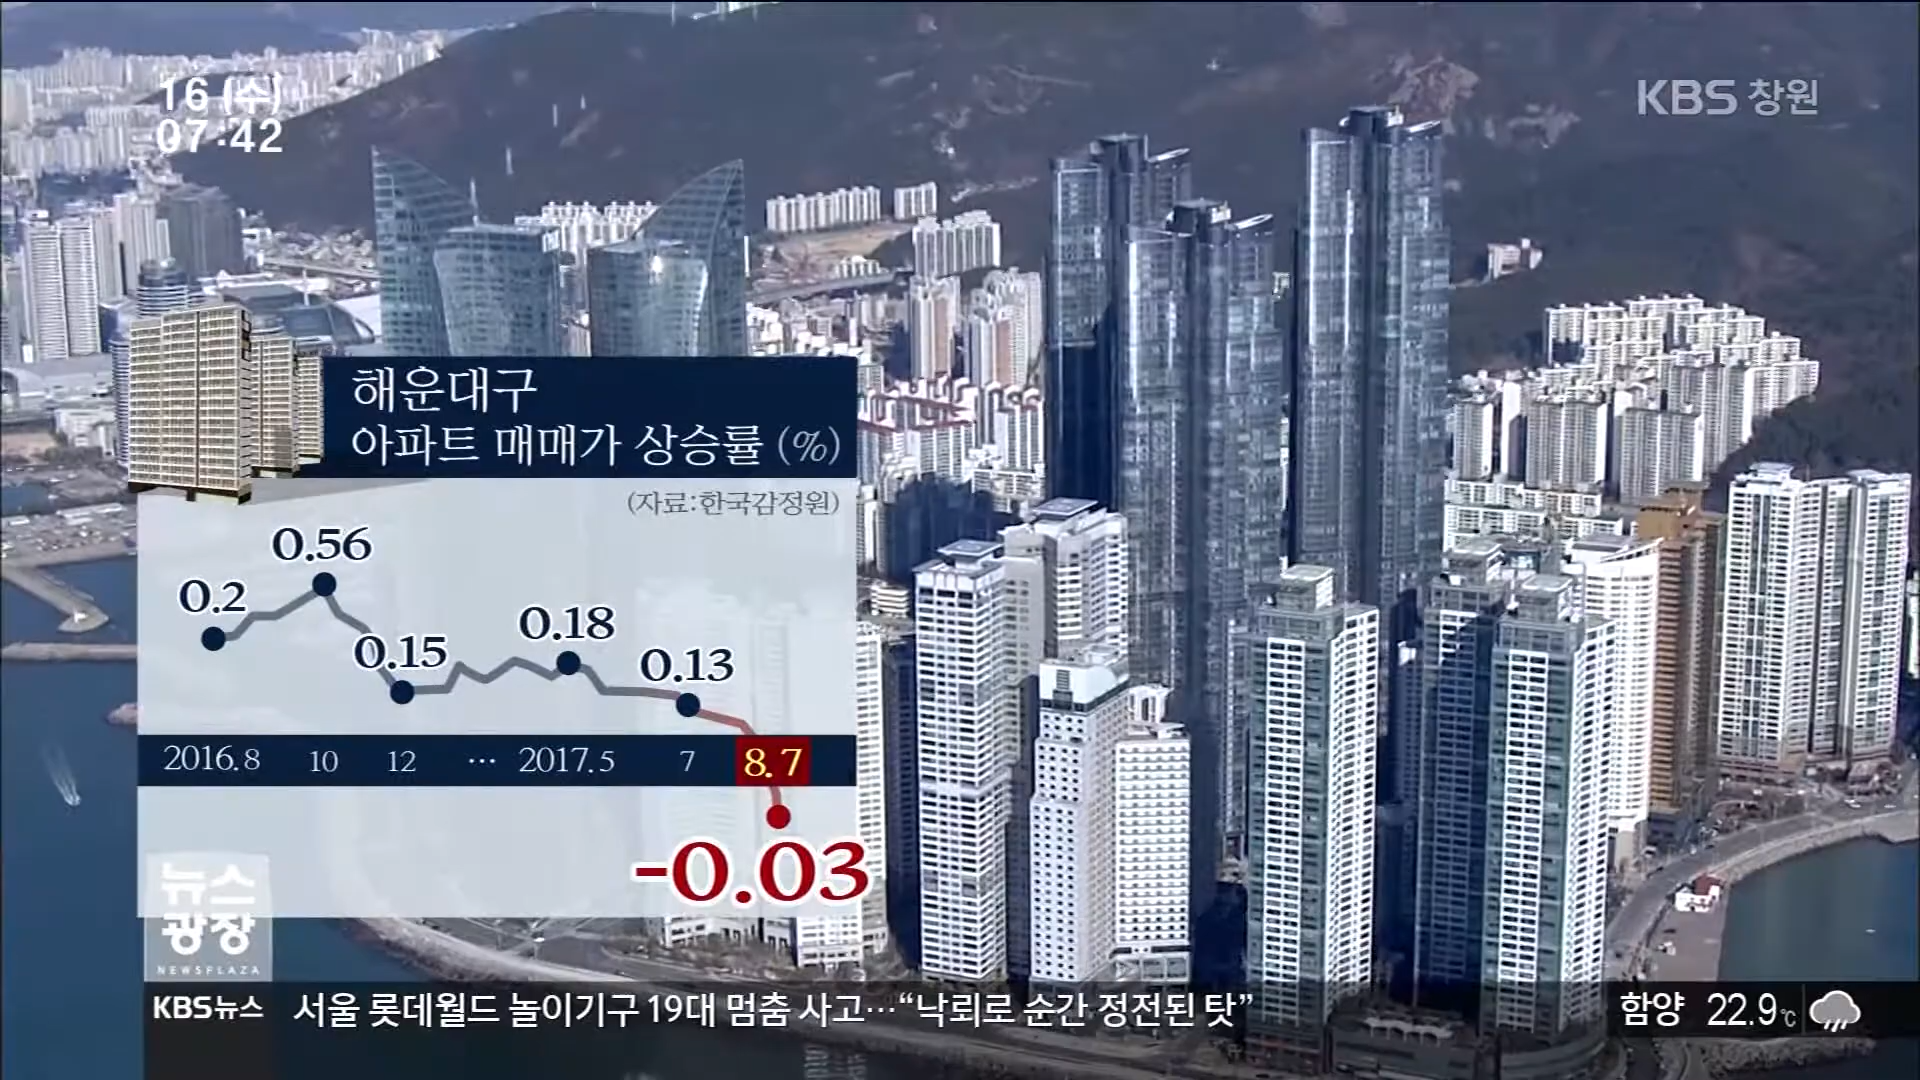 16 (수)
07:42
KBS 창원
해운대구
아파트 매매가 상승률 (%)
(자료:한국감정원)
0.2
0.56
0.15
0.18
0.13
2016.8 10 12 ··· 2017.5 7 8.7
-0.03
뉴스
광장
NEWSPLAZA
KBS뉴스 서울 롯데월드 놀이기구 19대 멈춤 사고…“낙뢰로 순간 정전된 탓”
함양 22.9℃